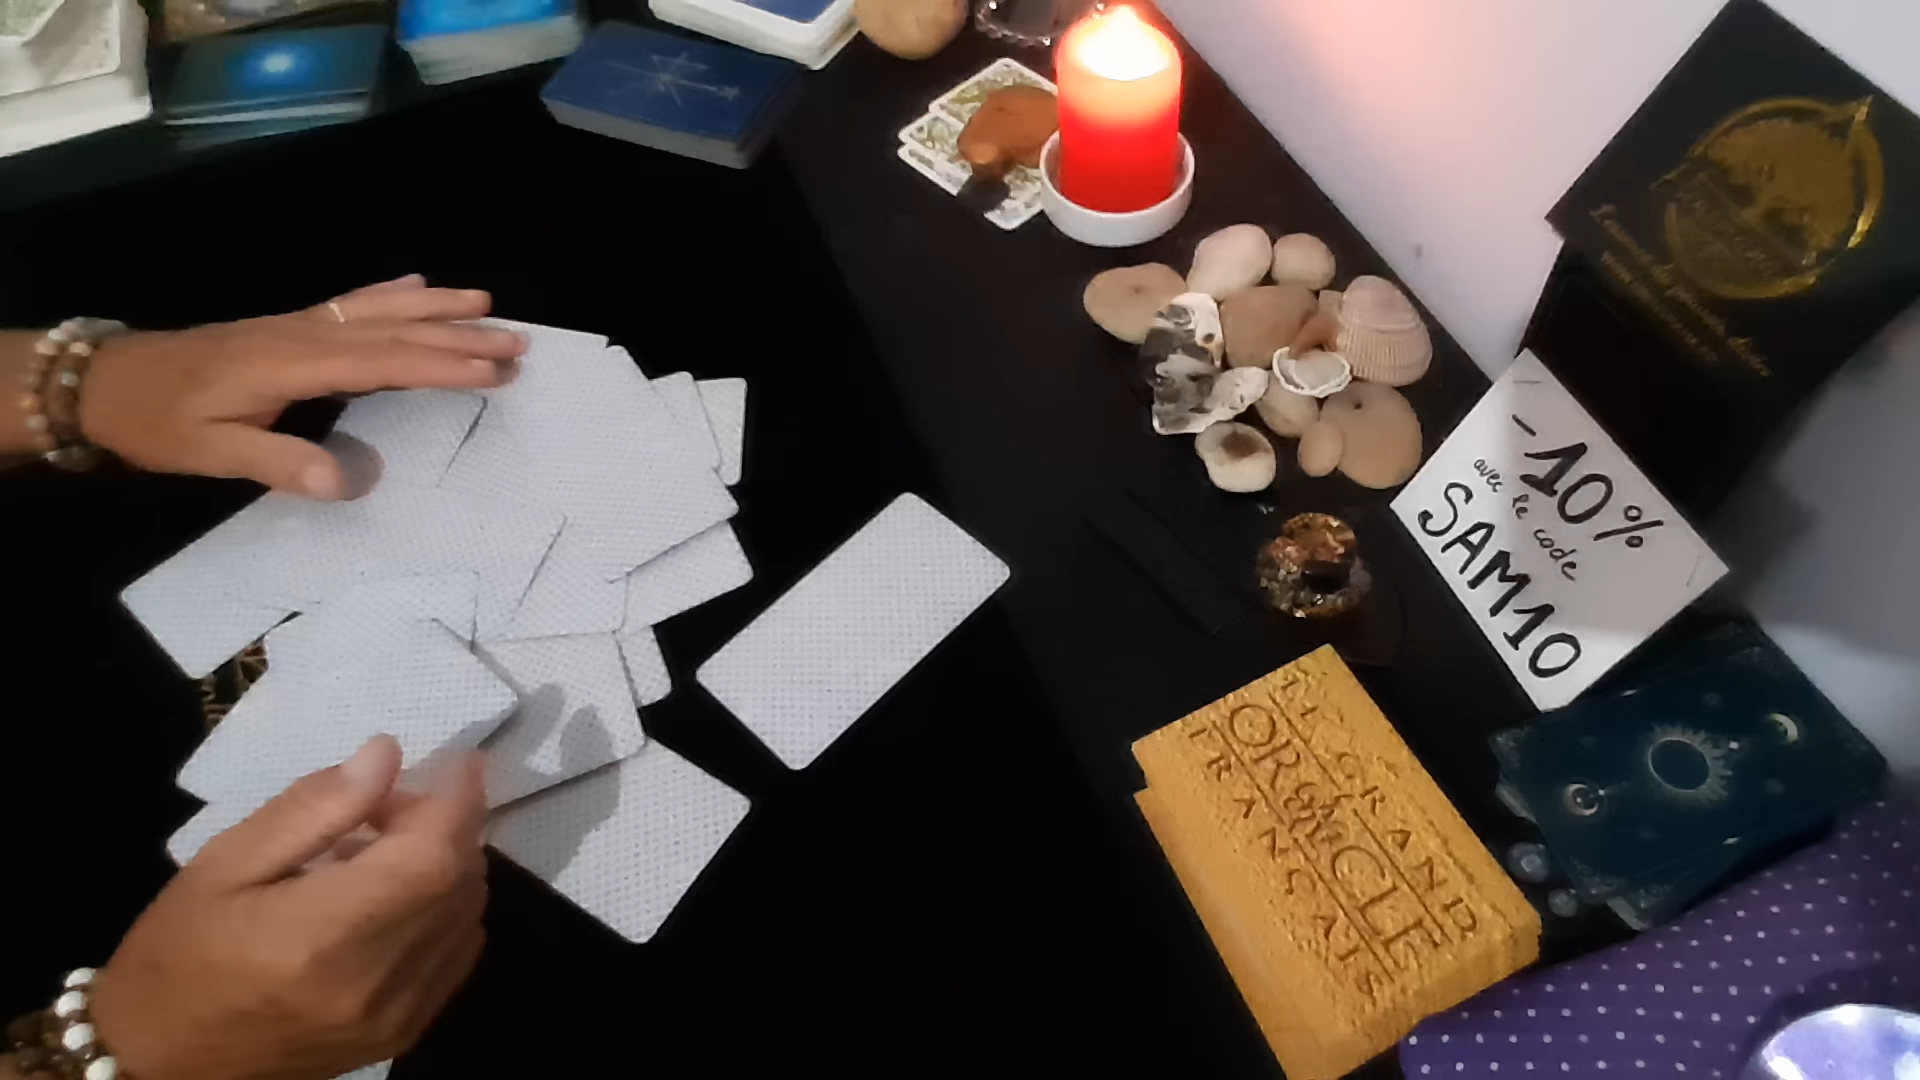 -10%
avec le code
SAM10
LE GRAND
ORACLE
FRANÇAIS